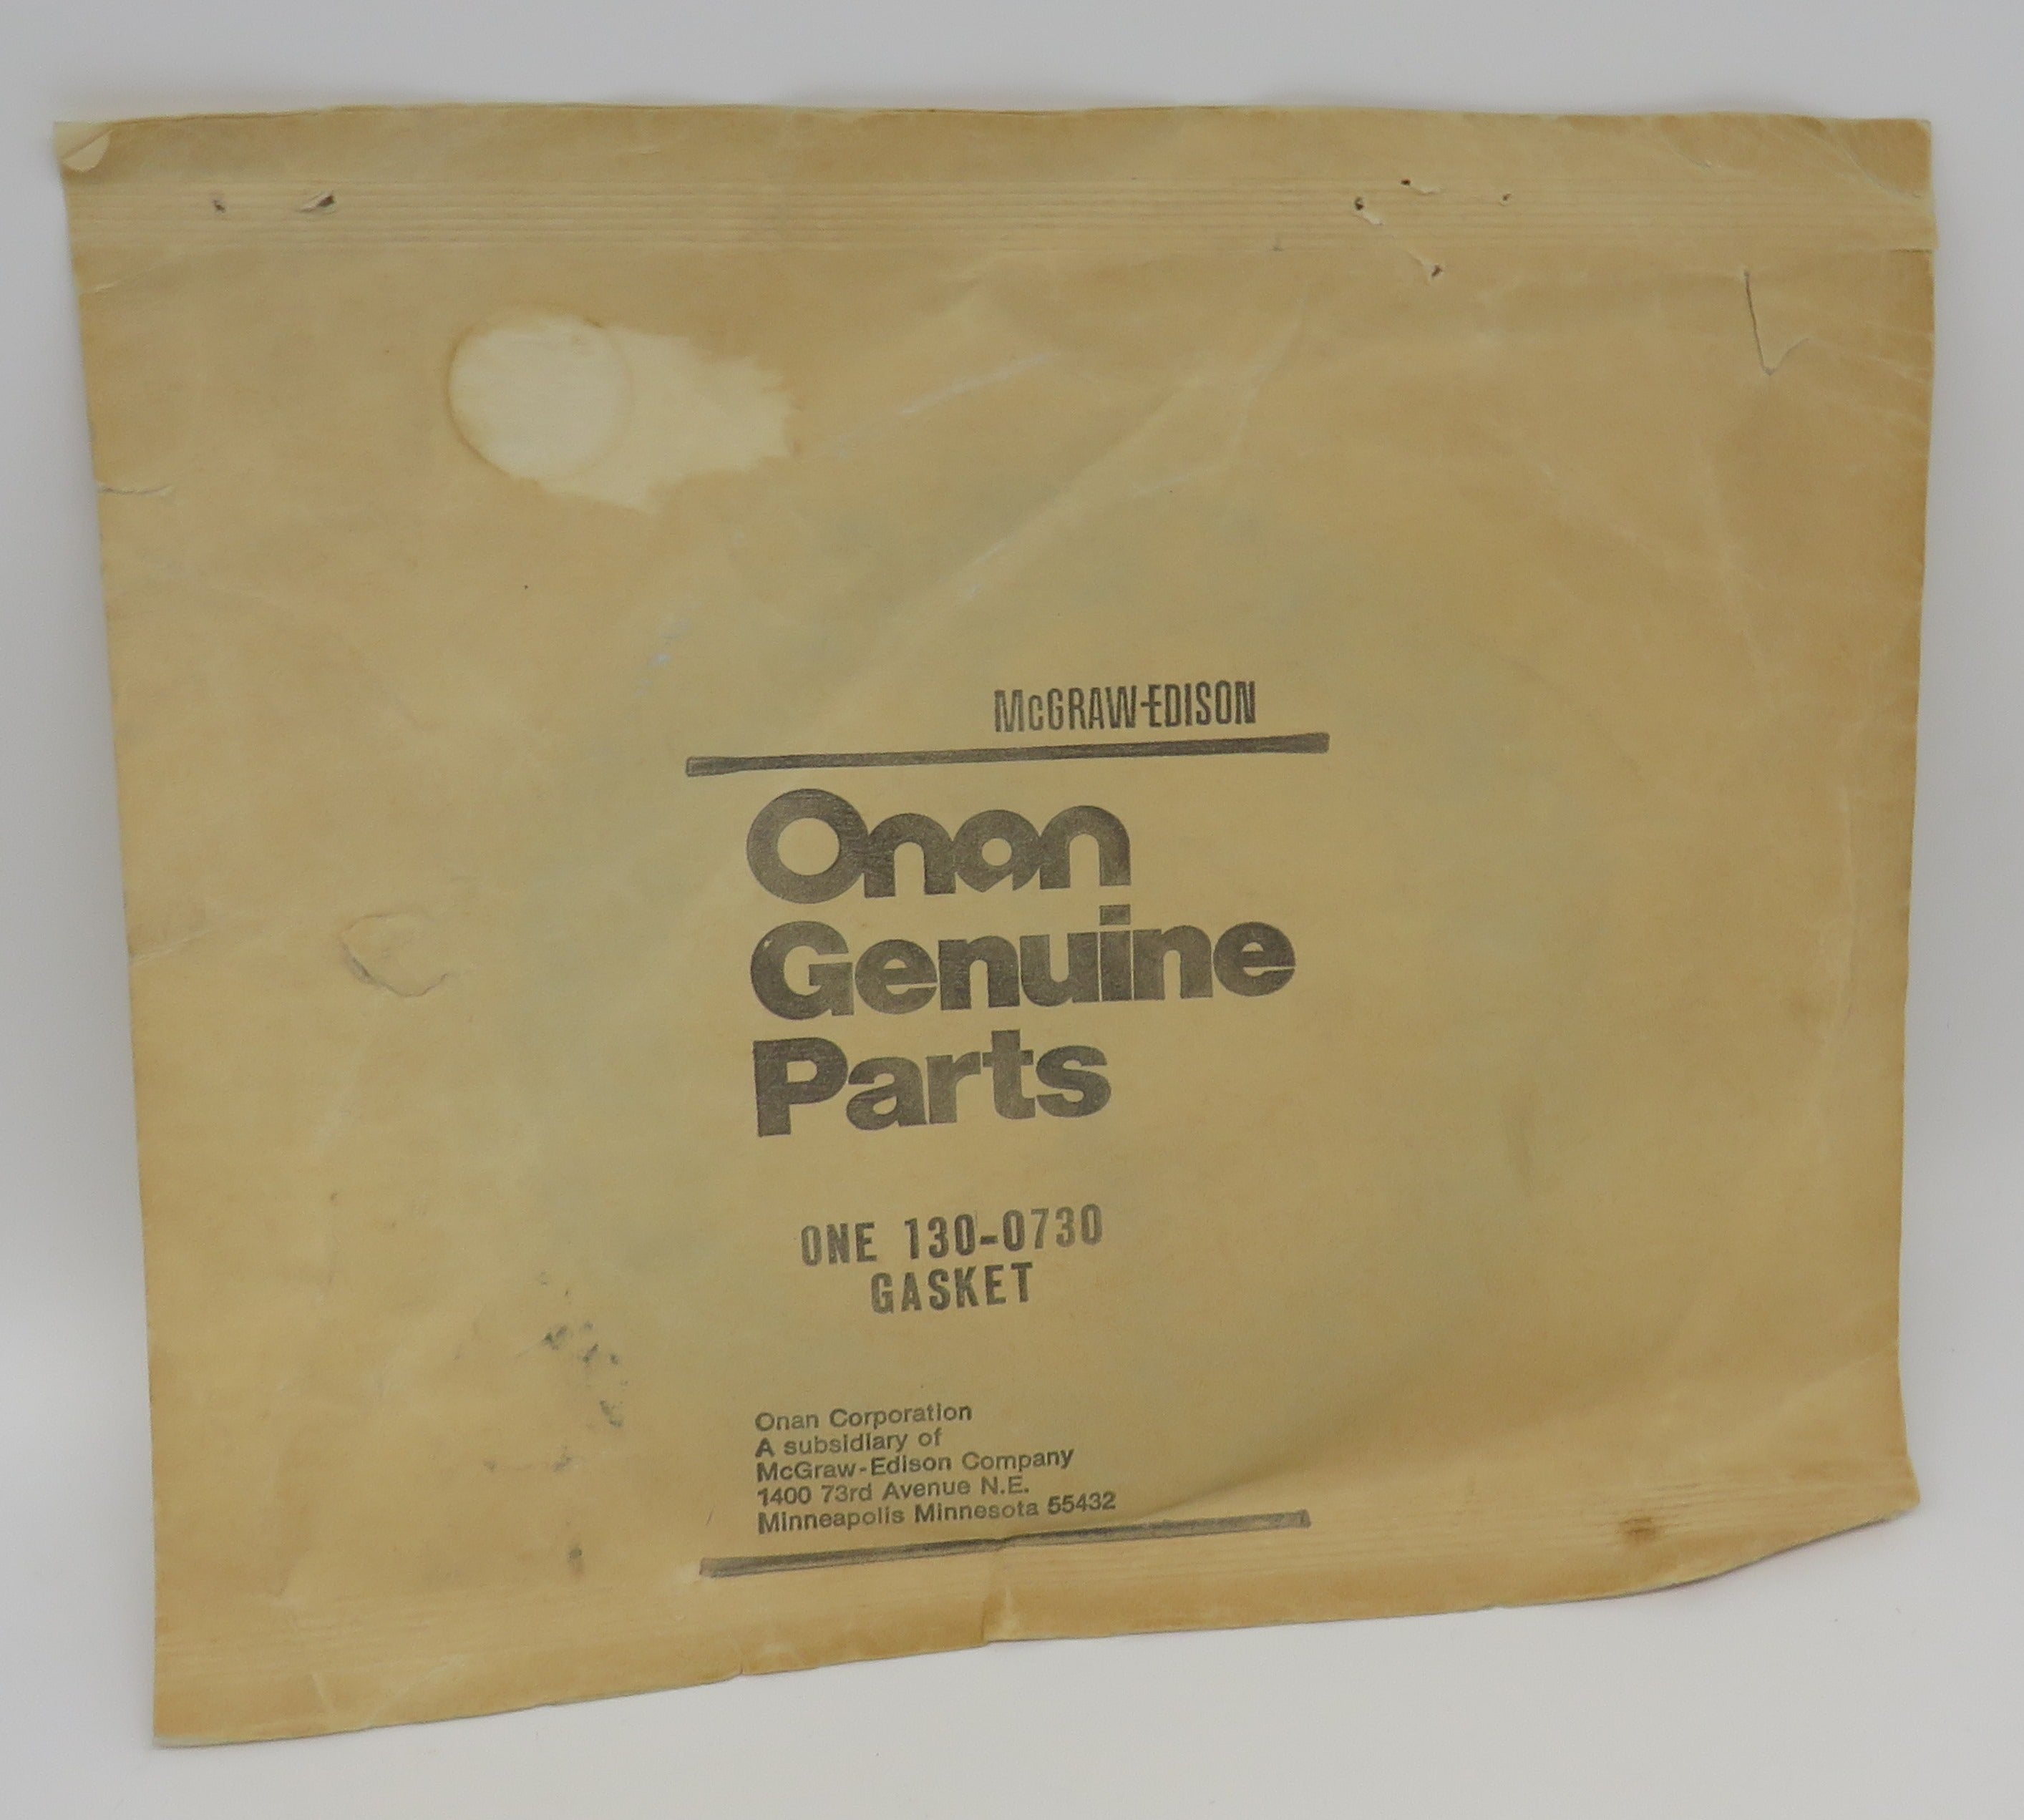 McGRAW-EDISON
Onan
Genuine
Parts
ONE 130-0730
GASKET
Onan Corporation
A subsidiary of
McGraw-Edison Company
1400 73rd Avenue N.E.
Minneapolis Minnesota 55432